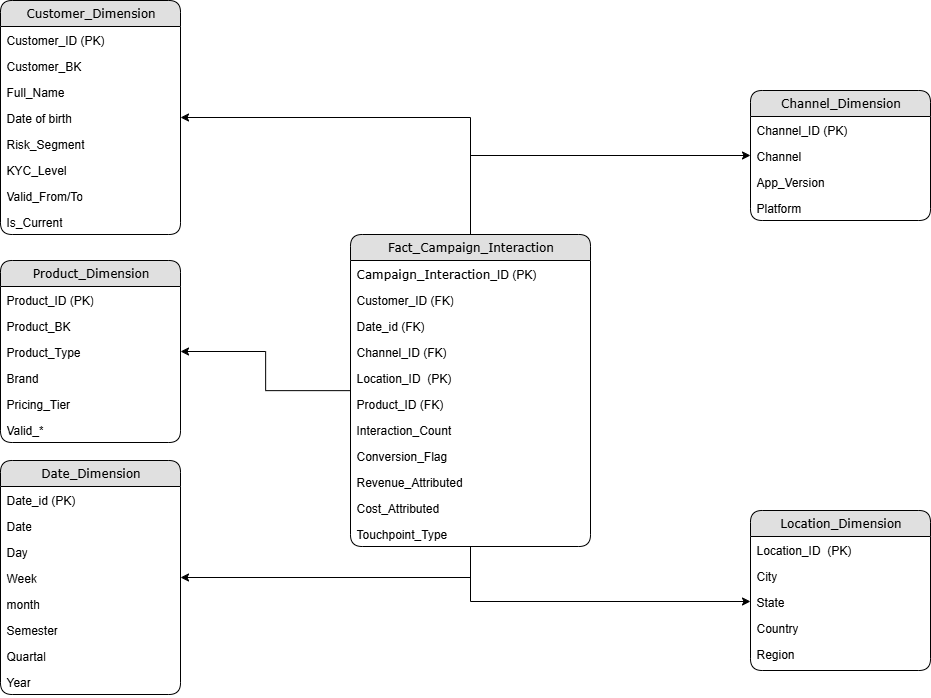 Customer_Dimension
Customer_ID (PK)
Customer_BK
Full_Name
Date of birth
Risk_Segment
KYC_Level
Valid_From/To
Is_Current
Product_Dimension
Product_ID (PK)
Product_BK
Product_Type
Brand
Pricing_Tier
Valid_*
Date_Dimension
Date_id (PK)
Date
Day
Week
month
Semester
Quartal
Year
Fact_Campaign_Interaction
Campaign_Interaction_ID (PK)
Customer_ID (FK)
Date_id (FK)
Channel_ID (FK)
Location_ID  (PK)
Product_ID (FK)
Interaction_Count
Conversion_Flag
Revenue_Attributed
Cost_Attributed
Touchpoint_Type
Channel_Dimension
Channel_ID (PK)
Channel
App_Version
Platform
Location_Dimension
Location_ID  (PK)
City
State
Country
Region